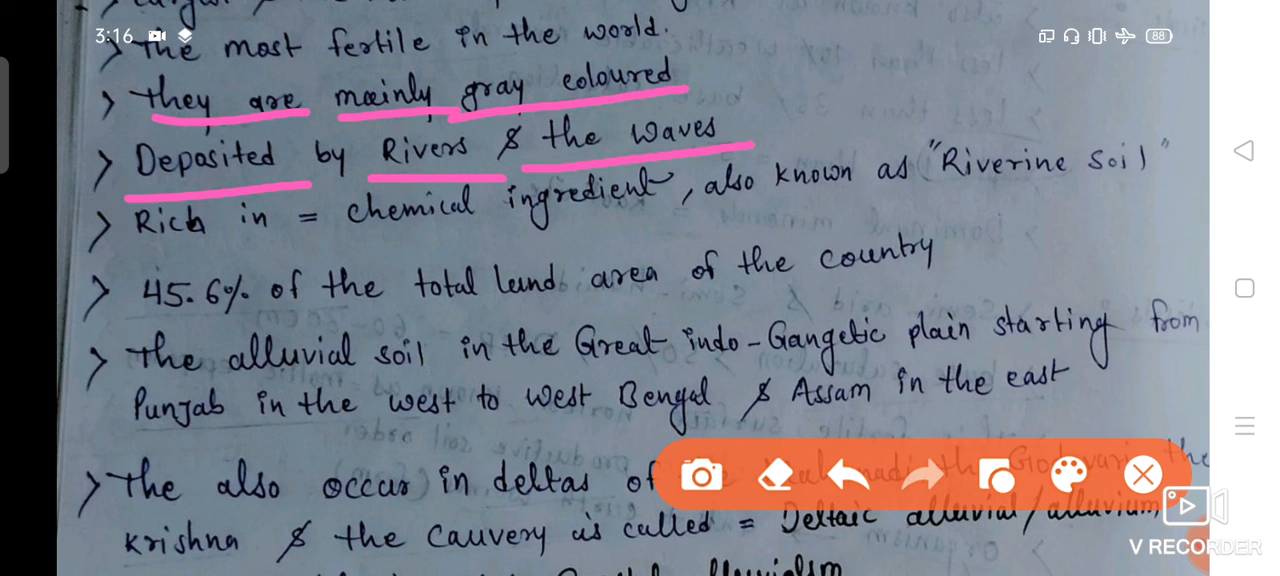 3:16 88
> the most fertile in the world.
> they are mainly gray coloured
> Deposited by Rivers & the waves
> Rich in = chemical ingredient, also known as "Riverine soil"
> 45.6% of the total land area of the country
> the alluvial soil in the Great indo-Gangetic plain starting from
Punjab in the west to west Bengal & Assam in the east
> the also occur in deltas of the
krishna & the cauvery is called = Deltaic alluvial/alluvium
V RECORDER
alluvialsm